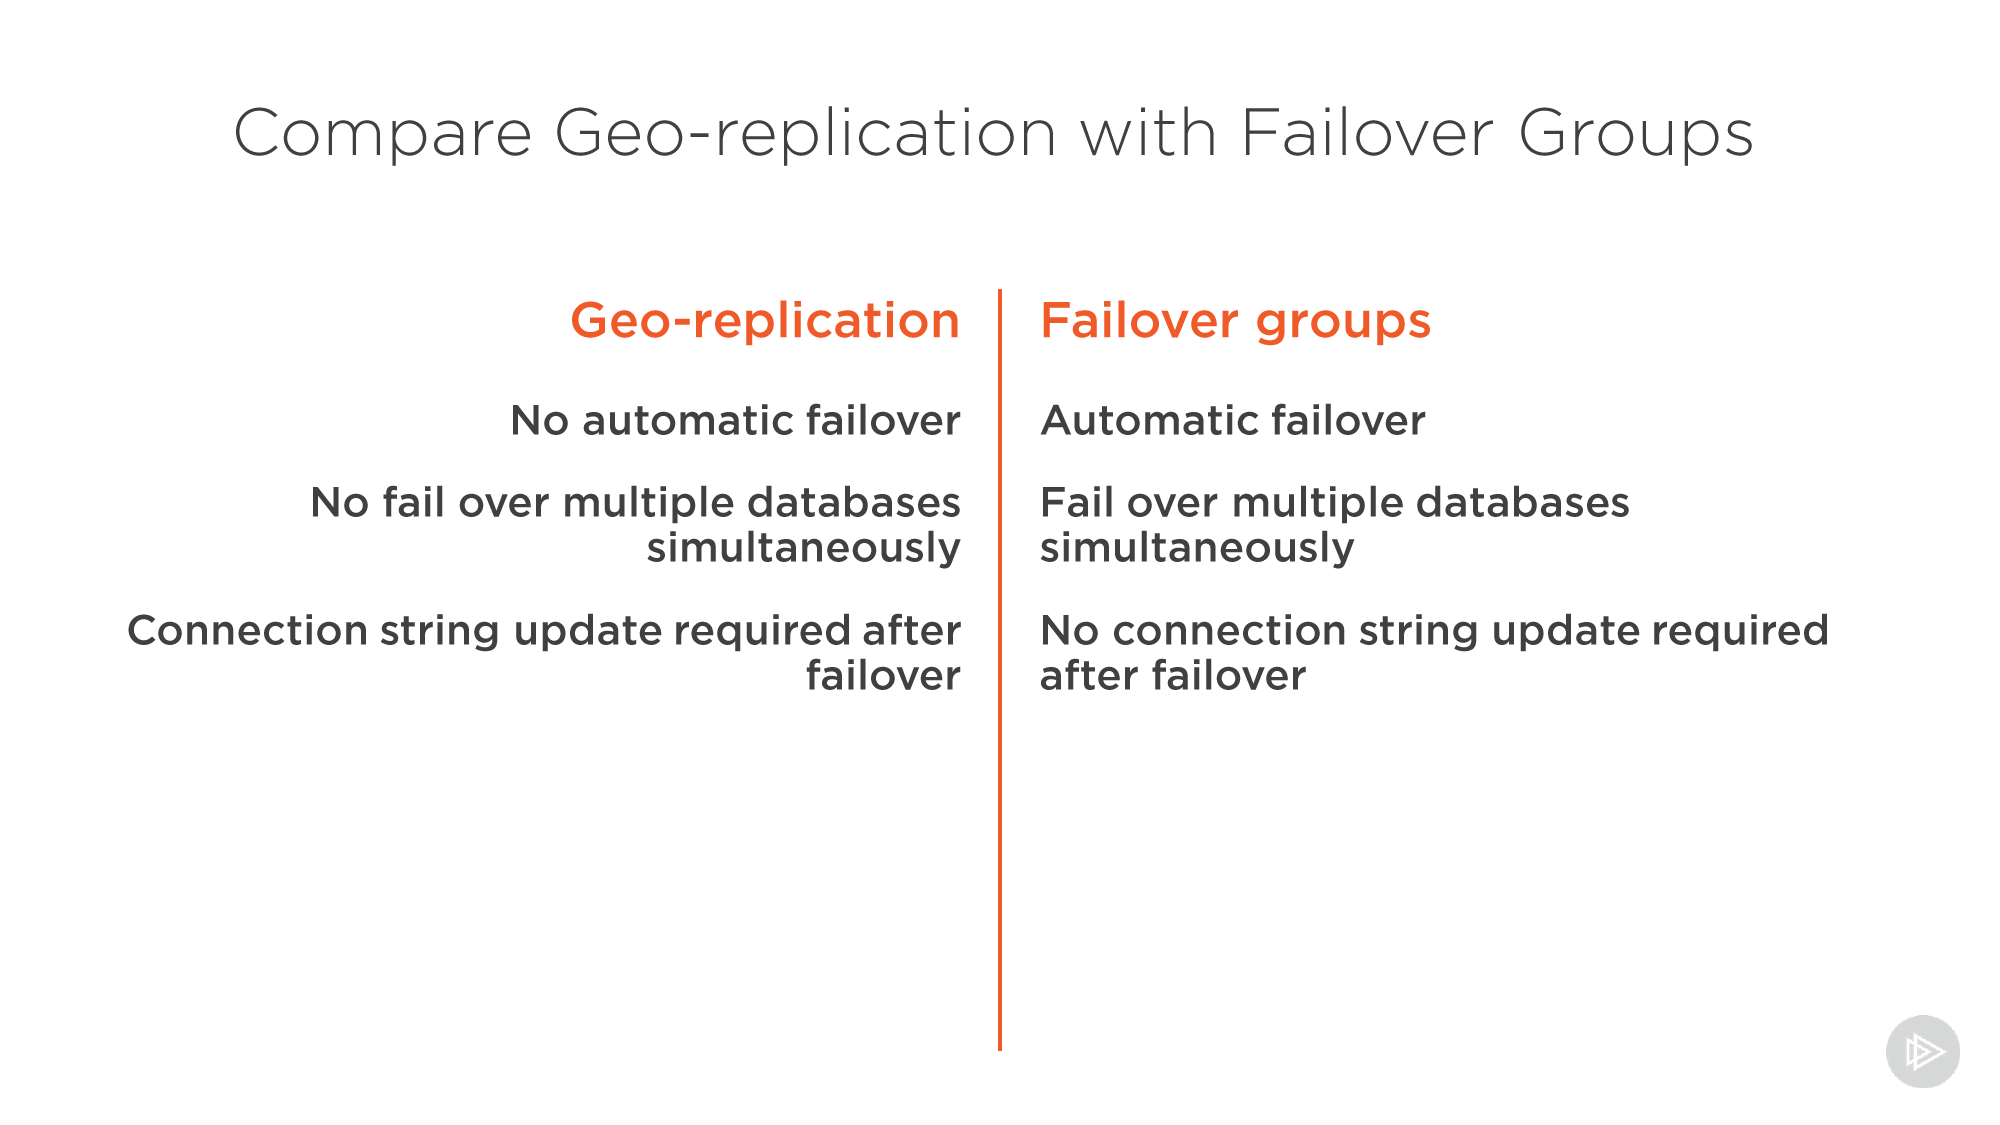 Compare Geo-replication with Failover Groups
Geo-replication
No automatic failover
No fail over multiple databases
simultaneously
Connection string update required after
failover
Failover groups
Automatic failover
Fail over multiple databases
simultaneously
No connection string update required
after failover